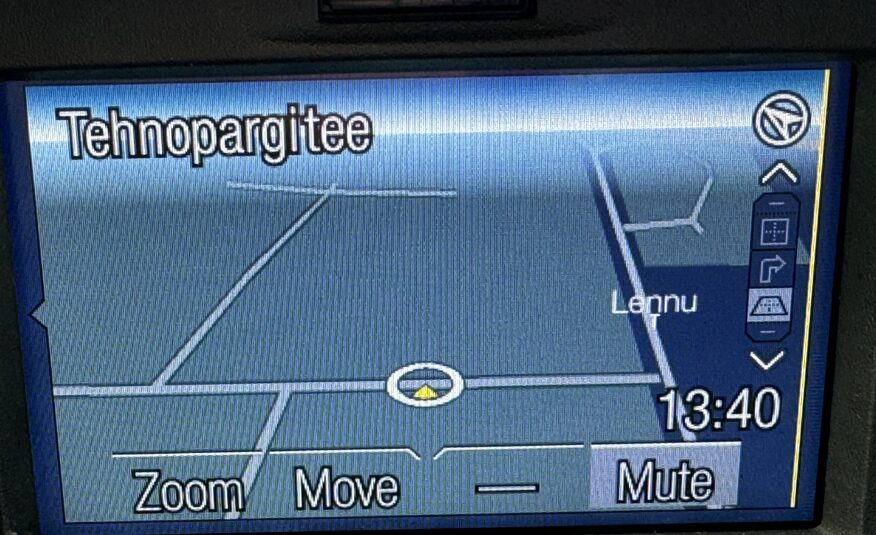 Tehnopargitee
Lennu
T
13:40
Zoom Move — Mute